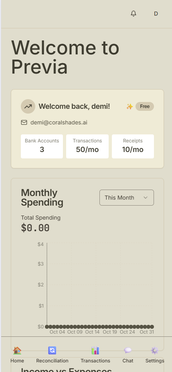 D
Welcome to
Previa
Welcome back, demi!
Free
demi@coralshades.ai
Bank Accounts
3
Transactions
50/mo
Receipts
10/mo
Monthly
Spending
This Month
Total Spending
$0.00
$4
$3
$2
$1
$0
Oct 04 Oct 09 Oct 14 Oct 19 Oct 24 Oct 31
Home
Reconciliation
Transactions
Chat
Settings
Income vs Expenses